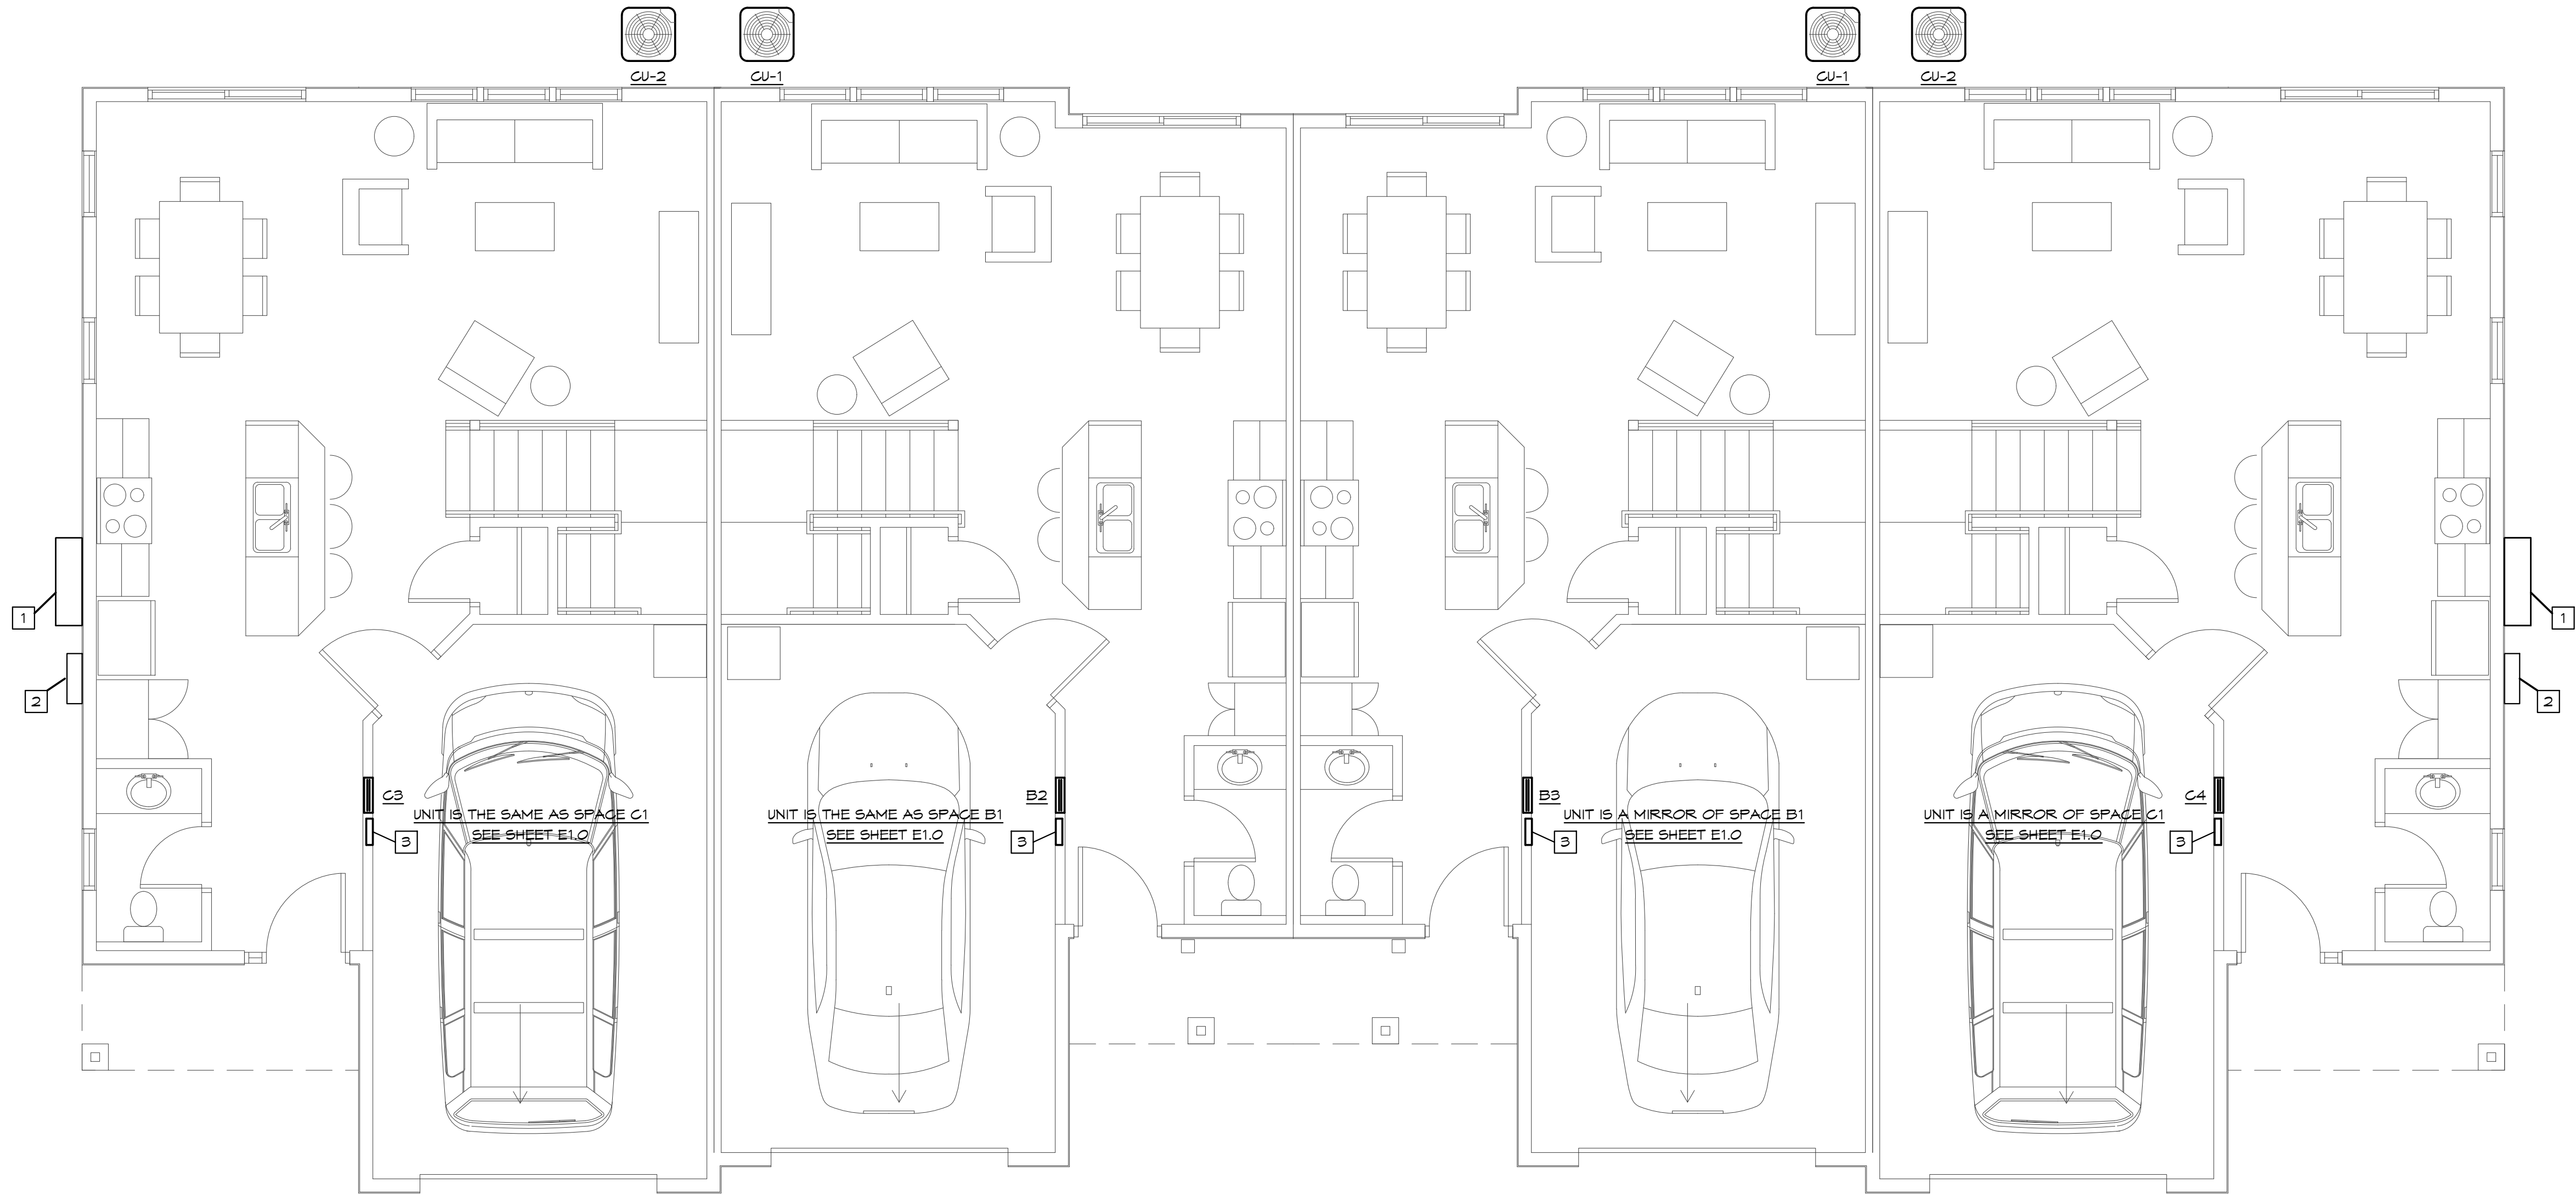 CU-2
CU-1
CU-1
CU-2
1
1
2
2
C3
B2
B3
C4
UNIT IS THE SAME AS SPACE C1
SEE SHEET E1.0
UNIT IS THE SAME AS SPACE B1
SEE SHEET E1.0
UNIT IS A MIRROR OF SPACE B1
SEE SHEET E1.0
UNIT IS A MIRROR OF SPACE C1
SEE SHEET E1.0
3
3
3
3